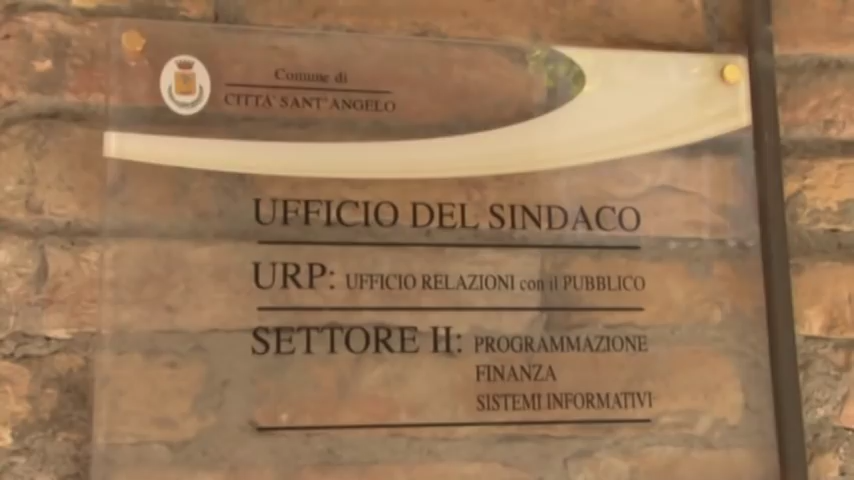 Comune di
CITTA' SANT'ANGELO
UFFICIO DEL SINDACO
URP: UFFICIO RELAZIONI con il PUBBLICO
SETTORE II: PROGRAMMAZIONE
FINANZA
SISTEMI INFORMATIVI